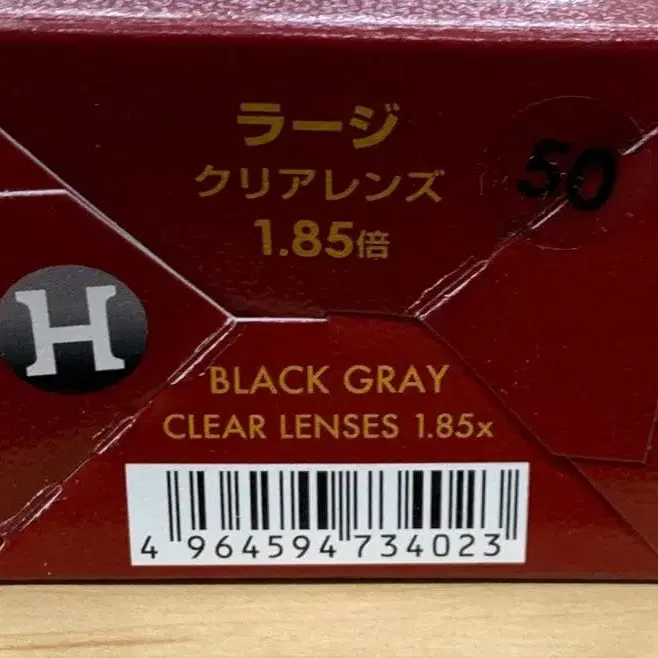 ラージ
クリアレンズ
1.85倍
50
H
BLACK GRAY
CLEAR LENSES 1.85x
4 964594 734023